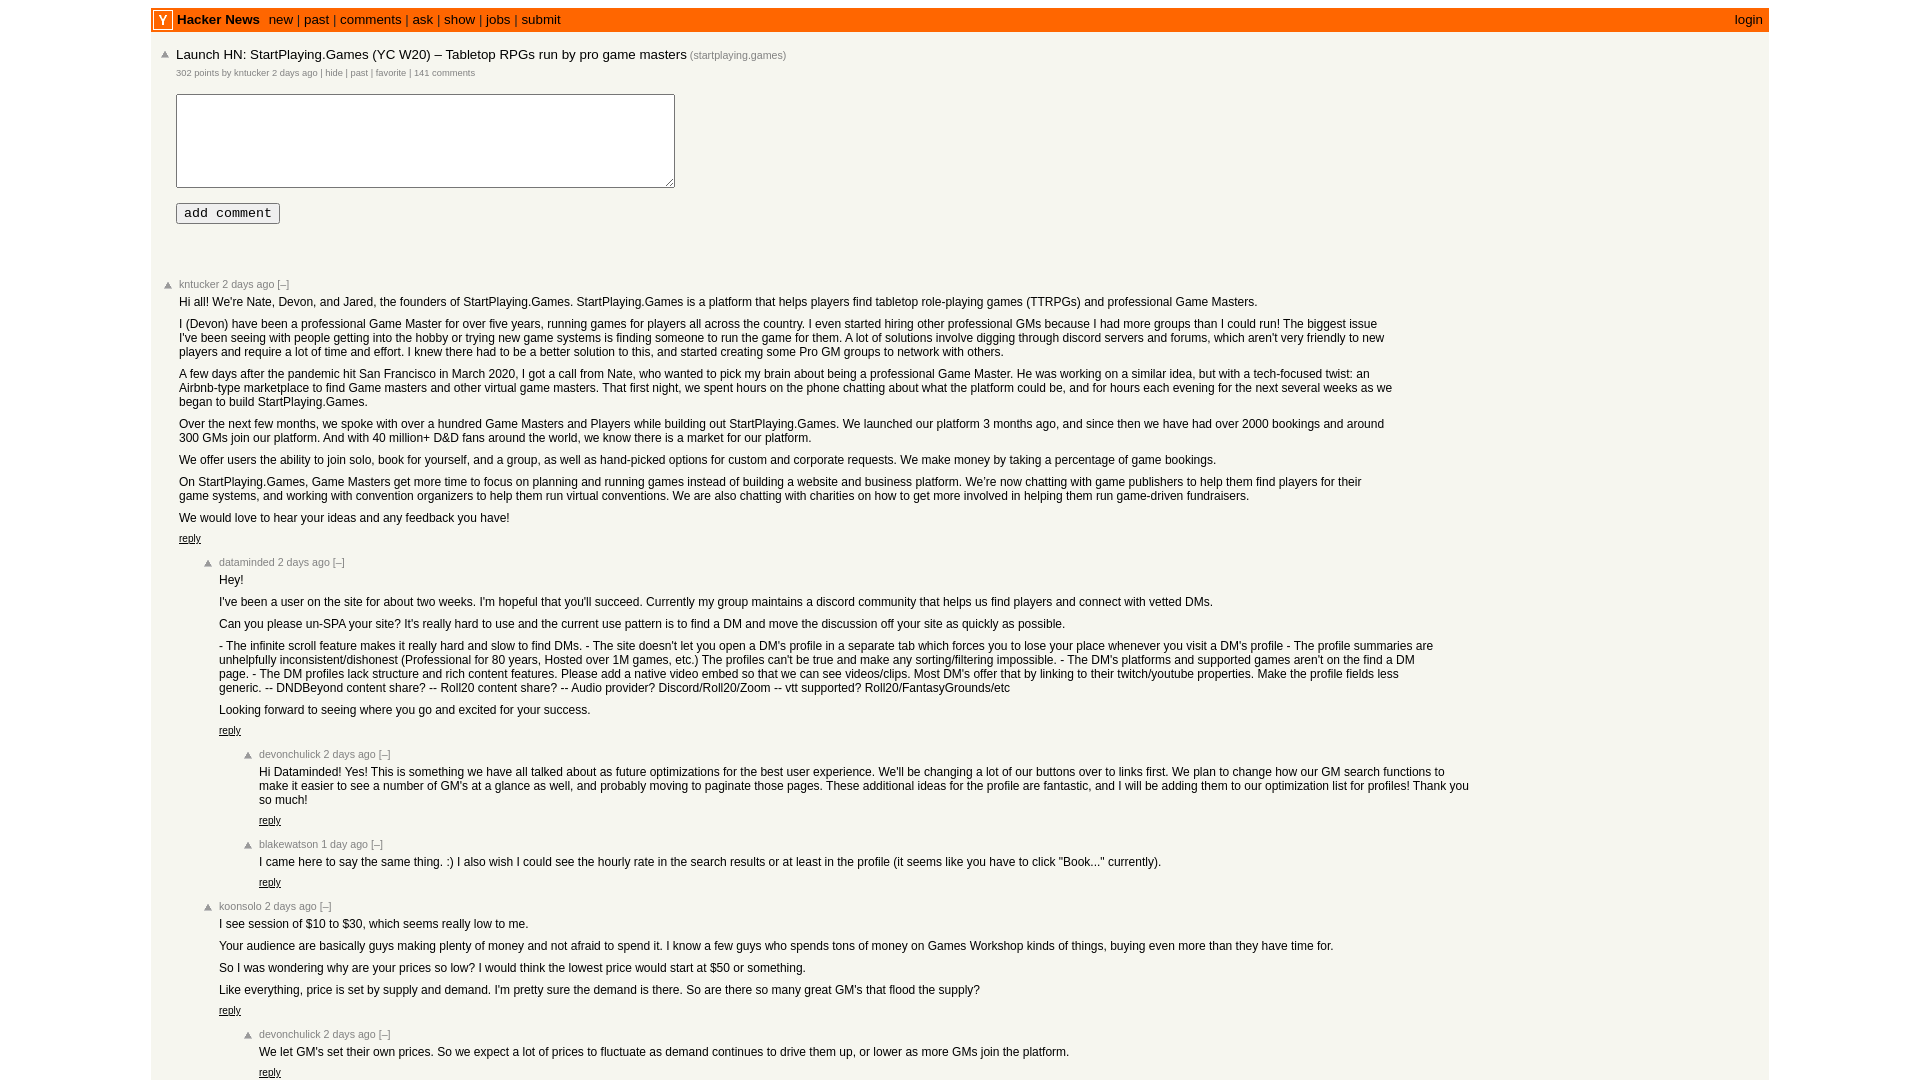 Y Hacker News new | past | comments | ask | show | jobs | submit login
Launch HN: StartPlaying.Games (YC W20) – Tabletop RPGs run by pro game masters (startplaying.games)
302 points by kntucker 2 days ago | hide | past | favorite | 141 comments
add comment
kntucker 2 days ago [–]
Hi all! We're Nate, Devon, and Jared, the founders of StartPlaying.Games. StartPlaying.Games is a platform that helps players find tabletop role-playing games (TTRPGs) and professional Game Masters.
I (Devon) have been a professional Game Master for over five years, running games for players all across the country. I even started hiring other professional GMs because I had more groups than I could run! The biggest issue
I've been seeing with people getting into the hobby or trying new game systems is finding someone to run the game for them. A lot of solutions involve digging through discord servers and forums, which aren't very friendly to new
players and require a lot of time and effort. I knew there had to be a better solution to this, and started creating some Pro GM groups to network with others.
A few days after the pandemic hit San Francisco in March 2020, I got a call from Nate, who wanted to pick my brain about being a professional Game Master. He was working on a similar idea, but with a tech-focused twist: an
Airbnb-type marketplace to find Game masters and other virtual game masters. That first night, we spent hours on the phone chatting about what the platform could be, and for hours each evening for the next several weeks as we
began to build StartPlaying.Games.
Over the next few months, we spoke with over a hundred Game Masters and Players while building out StartPlaying.Games. We launched our platform 3 months ago, and since then we have had over 2000 bookings and around
300 GMs join our platform. And with 40 million+ D&D fans around the world, we know there is a market for our platform.
We offer users the ability to join solo, book for yourself, and a group, as well as hand-picked options for custom and corporate requests. We make money by taking a percentage of game bookings.
On StartPlaying.Games, Game Masters get more time to focus on planning and running games instead of building a website and business platform. We're now chatting with game publishers to help them find players for their
game systems, and working with convention organizers to help them run virtual conventions. We are also chatting with charities on how to get more involved in helping them run game-driven fundraisers.
We would love to hear your ideas and any feedback you have!
reply
dataminded 2 days ago [–]
Hey!
I've been a user on the site for about two weeks. I'm hopeful that you'll succeed. Currently my group maintains a discord community that helps us find players and connect with vetted DMs.
Can you please un-SPA your site? It's really hard to use and the current use pattern is to find a DM and move the discussion off your site as quickly as possible.
- The infinite scroll feature makes it really hard and slow to find DMs. - The site doesn't let you open a DM's profile in a separate tab which forces you to lose your place whenever you visit a DM's profile - The profile summaries are
unhelpfully inconsistent/dishonest (Professional for 80 years, Hosted over 1M games, etc.) The profiles can't be true and make any sorting/filtering impossible. - The DM's platforms and supported games aren't on the find a DM
page. - The DM profiles lack structure and rich content features. Please add a native video embed so that we can see videos/clips. Most DM's offer that by linking to their twitch/youtube properties. Make the profile fields less
generic. -- DNDBeyond content share? -- Roll20 content share? -- Audio provider? Discord/Roll20/Zoom -- vtt supported? Roll20/FantasyGrounds/etc
Looking forward to seeing where you go and excited for your success.
reply
devonchulick 2 days ago [–]
Hi Dataminded! Yes! This is something we have all talked about as future optimizations for the best user experience. We'll be changing a lot of our buttons over to links first. We plan to change how our GM search functions to
make it easier to see a number of GM's at a glance as well, and probably moving to paginate those pages. These additional ideas for the profile are fantastic, and I will be adding them to our optimization list for profiles! Thank you
so much!
reply
blakewatson 1 day ago [–]
I came here to say the same thing. :) I also wish I could see the hourly rate in the search results or at least in the profile (it seems like you have to click "Book..." currently).
reply
koonsolo 2 days ago [–]
I see session of $10 to $30, which seems really low to me.
Your audience are basically guys making plenty of money and not afraid to spend it. I know a few guys who spends tons of money on Games Workshop kinds of things, buying even more than they have time for.
So I was wondering why are your prices so low? I would think the lowest price would start at $50 or something.
Like everything, price is set by supply and demand. I'm pretty sure the demand is there. So are there so many great GM's that flood the supply?
reply
devonchulick 2 days ago [–]
We let GM's set their own prices. So we expect a lot of prices to fluctuate as demand continues to drive them up, or lower as more GMs join the platform.
reply